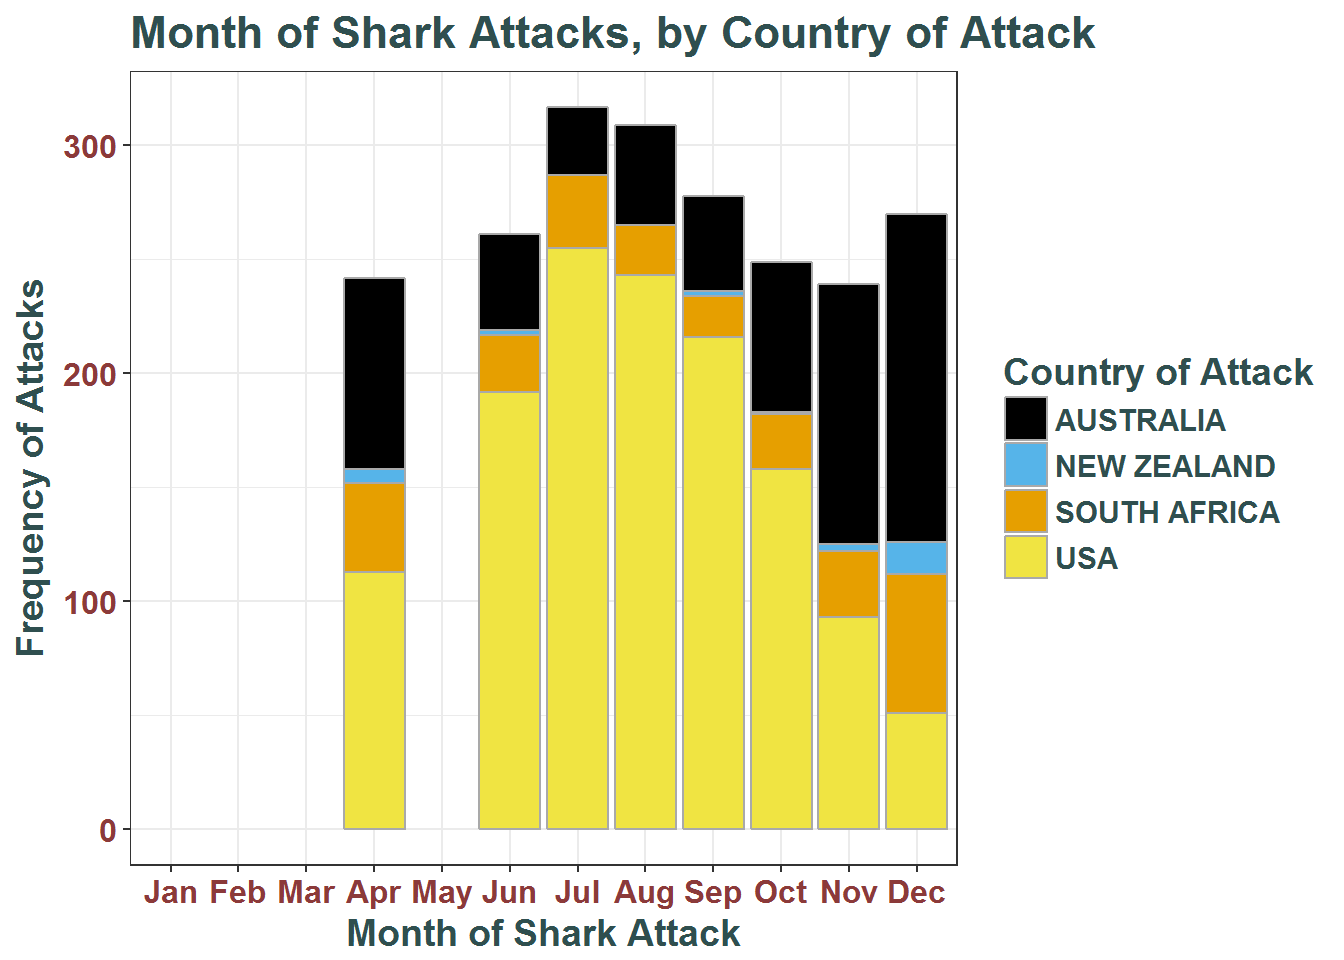 Month of Shark Attacks, by Country of Attack
Frequency of Attacks
300
200
100
0
Jan Feb Mar Apr May Jun Jul Aug Sep Oct Nov Dec
Month of Shark Attack
Country of Attack
AUSTRALIA
NEW ZEALAND
SOUTH AFRICA
USA